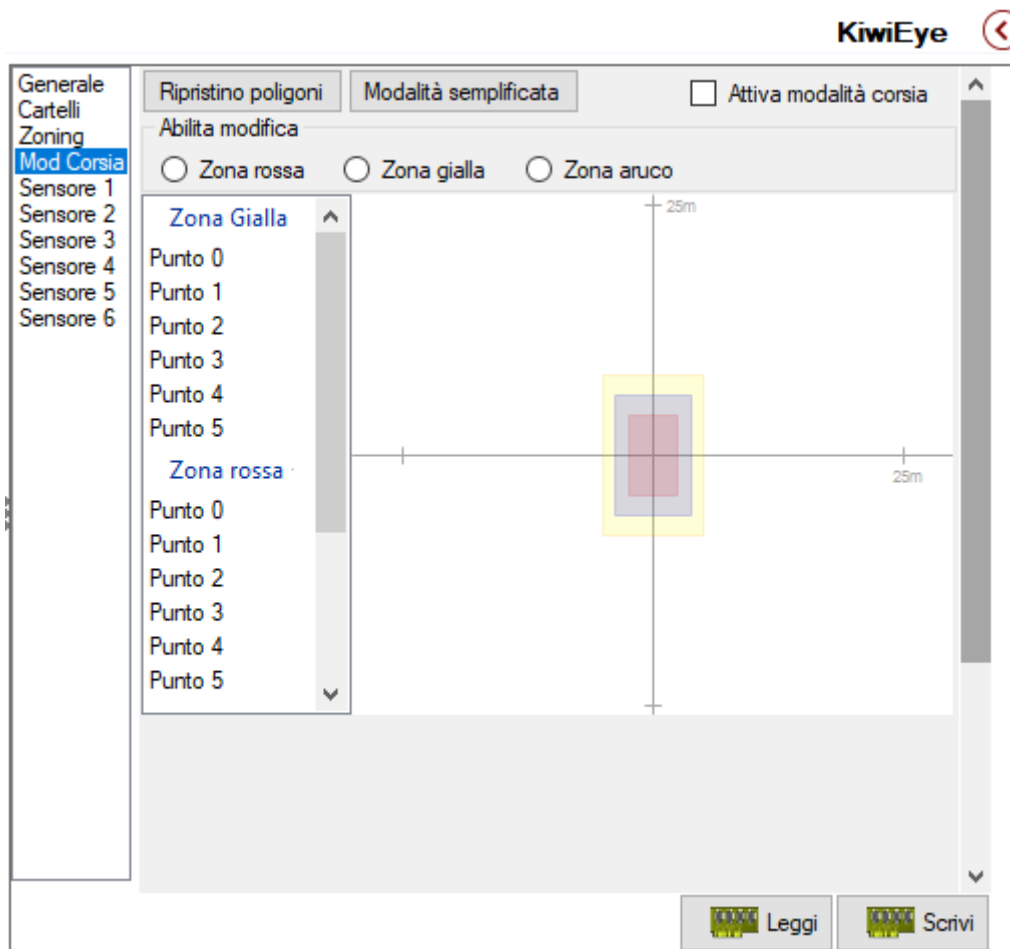 KiwiEye
Generale
Cartelli
Zoning
Mod Corsia
Sensore 1
Sensore 2
Sensore 3
Sensore 4
Sensore 5
Sensore 6
Ripristino poligoni
Modalità semplificata
Attiva modalità corsia
Abilita modifica
Zona rossa
Zona gialla
Zona aruco
Zona Gialla
Punto 0
Punto 1
Punto 2
Punto 3
Punto 4
Punto 5
Zona rossa
Punto 0
Punto 1
Punto 2
Punto 3
Punto 4
Punto 5
25m
25m
Leggi
Scrivi